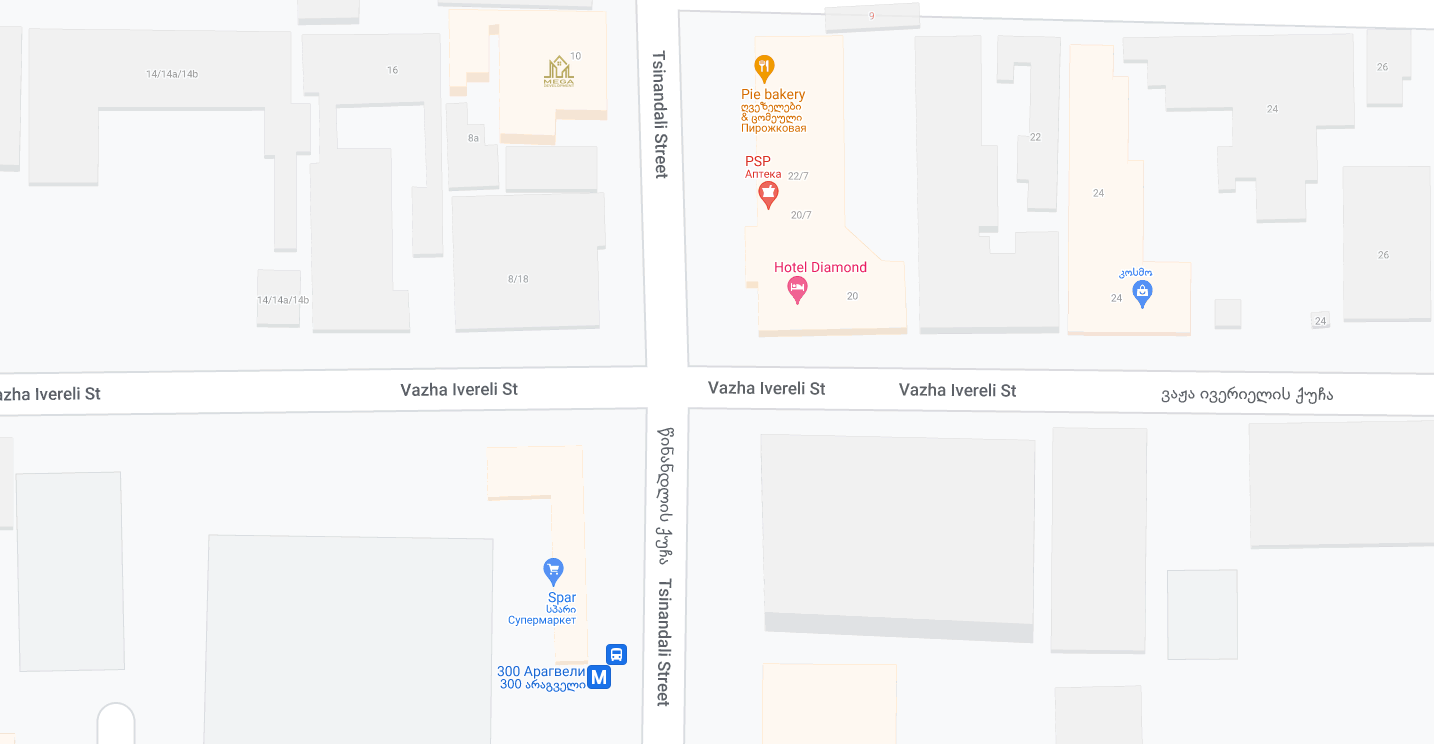 9
10
MEGA
DEVELOPMENT
14/14a/14b
16
8a
Tsinandali Street
Pie bakery
ღვეზელები
& ცომეული
Пирожковая
PSP
Аптека
22/7
20/7
22
24
24
26
24
8/18
14/14a/14b
Hotel Diamond
20
კოსმო
24
26
24
azha Ivereli St
Vazha Ivereli St
Vazha Ivereli St
Vazha Ivereli St
ვაჟა ივერიელის ქუჩა
წინანდლის ქუჩა
Tsinandali Street
Spar
სპარი
Супермаркет
300 Арагвели
300 არაგველი
M